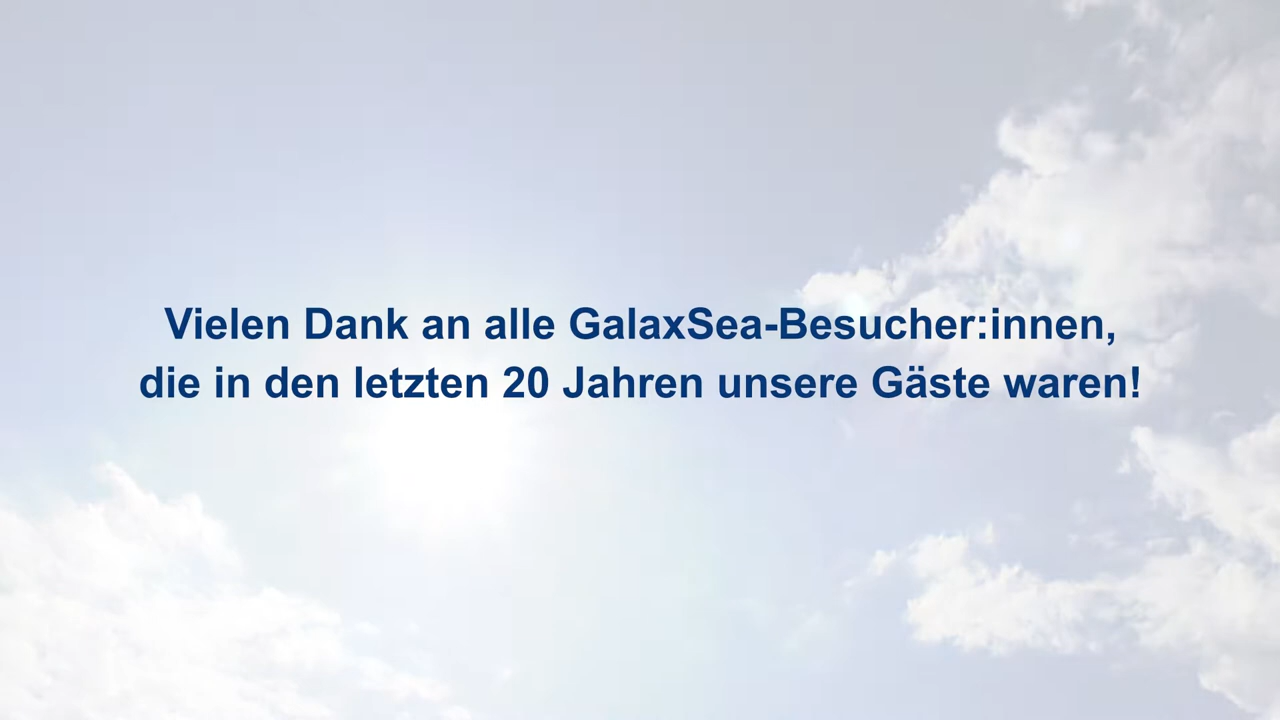 Vielen Dank an alle GalaxSea-Besucher:innen,
die in den letzten 20 Jahren unsere Gäste waren!